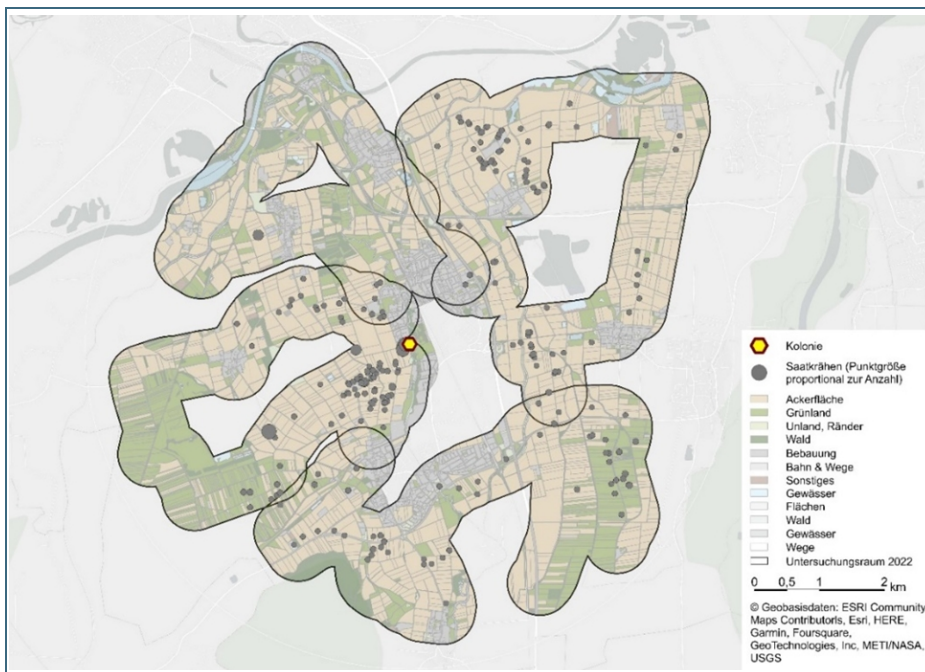 Kolonie
Saatkrähen (Punktgröße
proportional zur Anzahl)
Ackerfläche
Grünland
Unland, Ränder
Wald
Bebauung
Bahn & Wege
Sonstiges
Gewässer
Flächen
Wald
Gewässer
Wege
Untersuchungsraum 2022
0 0,5 1 2 km
© Geobasisdaten: ESRI Community
Maps Contributoris, Esri, HERE,
Garmin, Foursquare,
GeoTechnologies, Inc, METI/NASA,
USGS